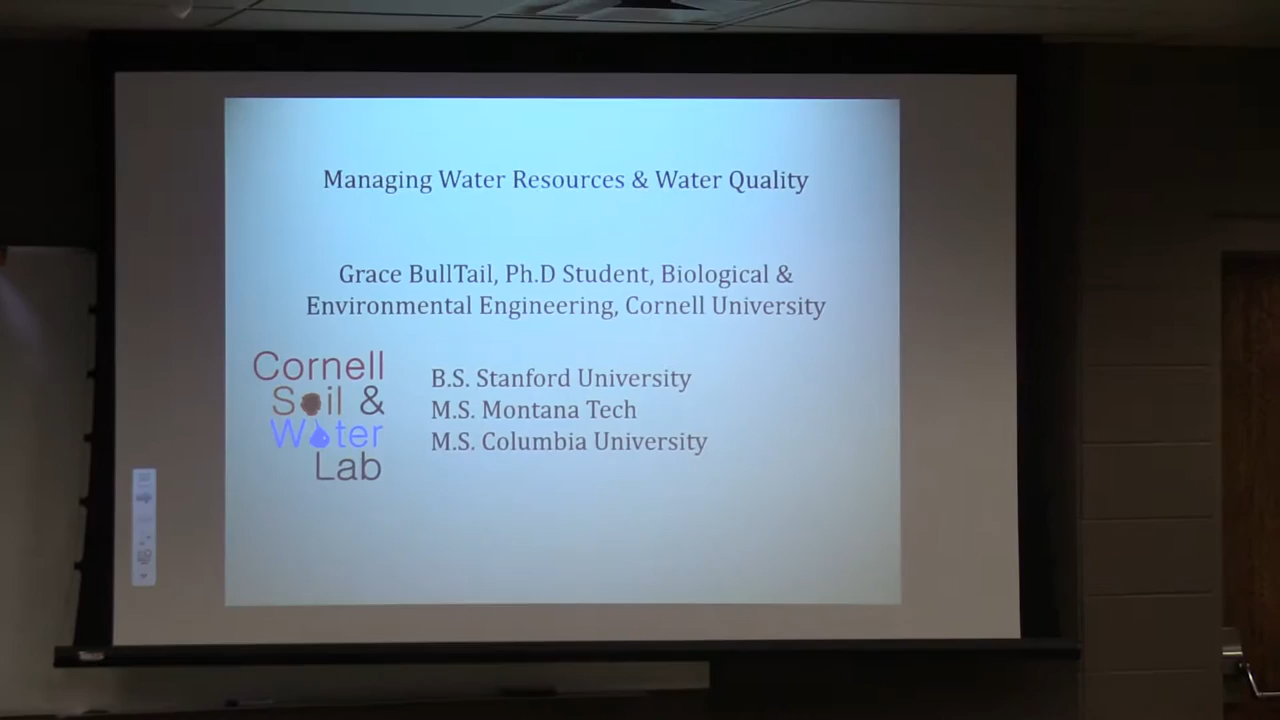 Managing Water Resources & Water Quality
Grace BullTail, Ph.D Student, Biological &
Environmental Engineering, Cornell University
Cornell
Soil &
Water
Lab
B.S. Stanford University
M.S. Montana Tech
M.S. Columbia University